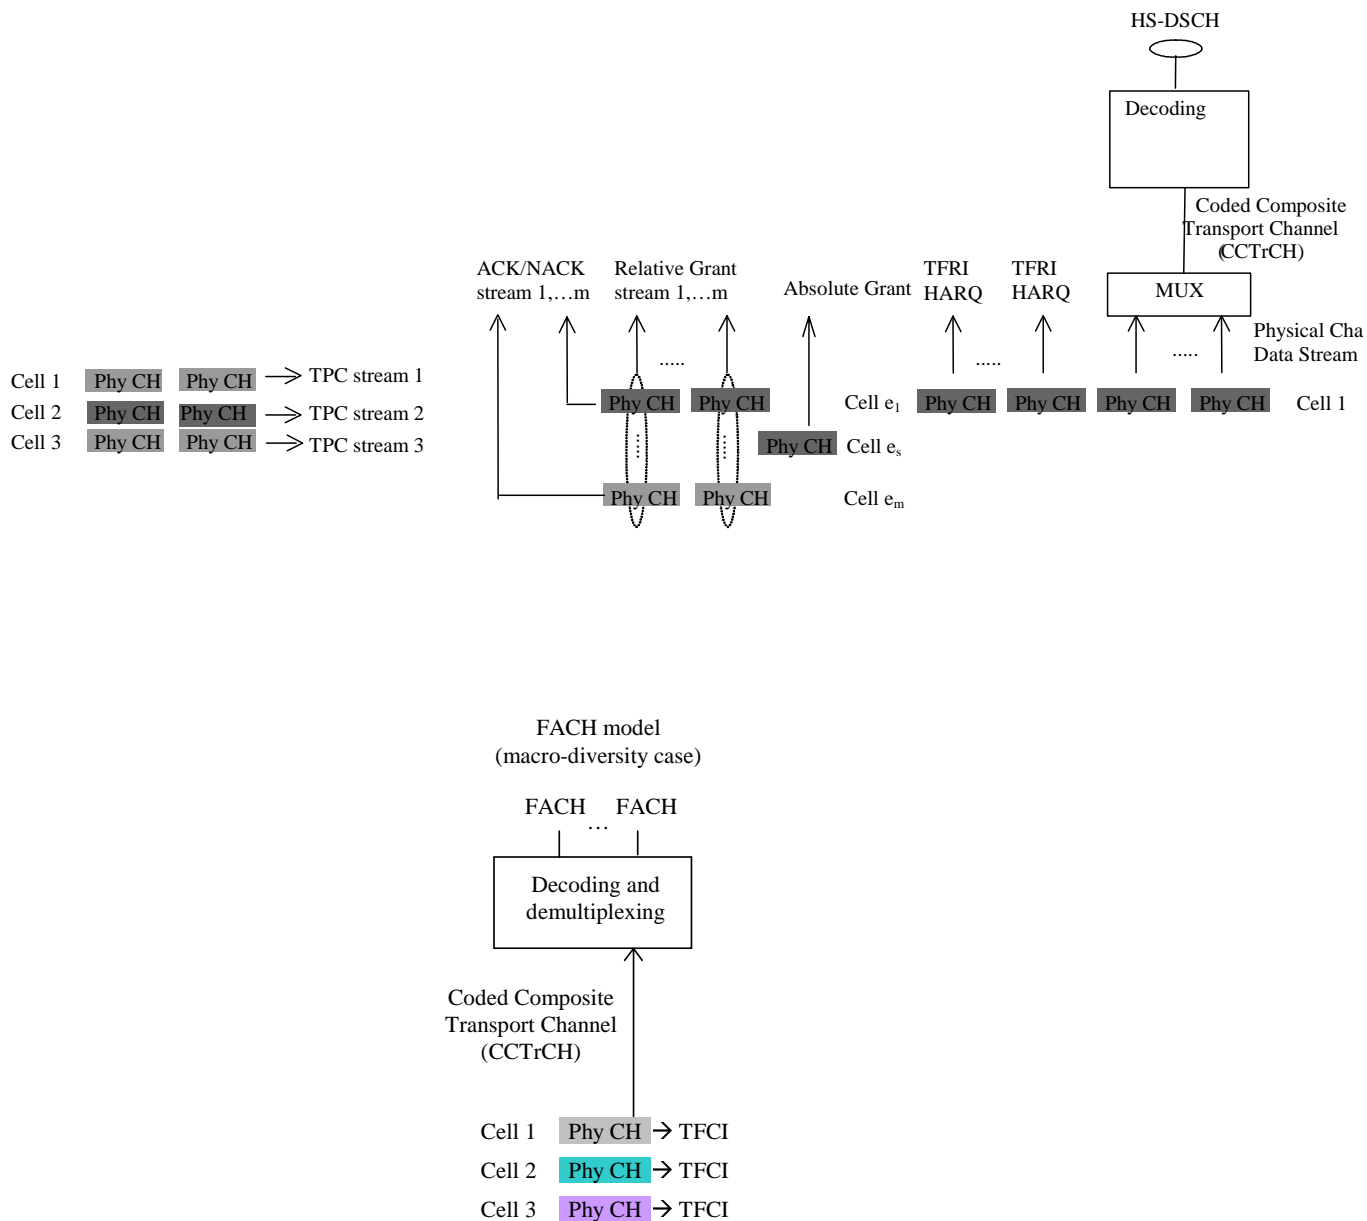 HS-DSCH
Decoding
Coded Composite
Transport Channel
(CCTrCH)
MUX
Physical Cha
Data Stream
ACK/NACK
stream 1,…m
Relative Grant
stream 1,…m
Absolute Grant
TFRI
HARQ
TFRI
HARQ
.....
.....
.....
Cell 1 Phy CH Phy CH TPC stream 1
Cell 2 Phy CH Phy CH TPC stream 2
Cell 3 Phy CH Phy CH TPC stream 3
Phy CH Phy CH Cell e1 Phy CH Phy CH Phy CH Phy CH Cell 1
Phy CH Cell es
Phy CH Phy CH Cell em
FACH model
(macro-diversity case)
FACH … FACH
Decoding and
demultiplexing
Coded Composite
Transport Channel
(CCTrCH)
Cell 1 Phy CH → TFCI
Cell 2 Phy CH → TFCI
Cell 3 Phy CH → TFCI